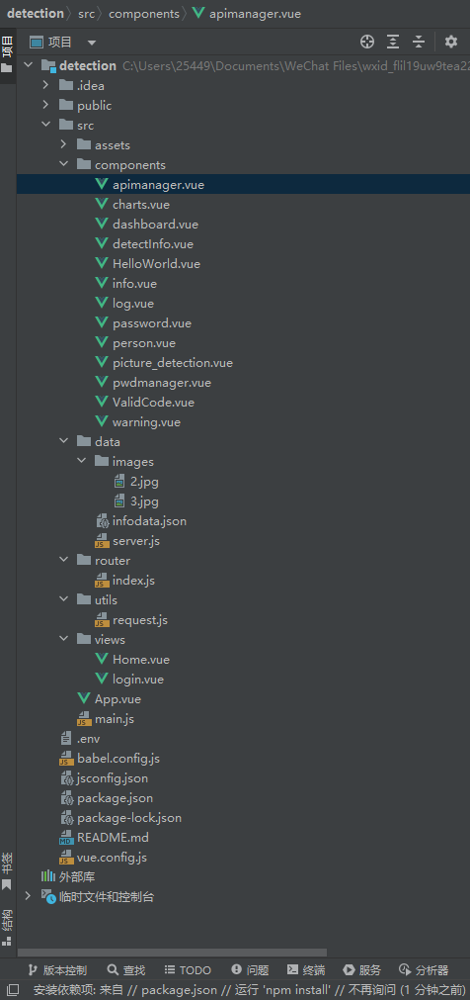 detection › src › components › apimanager.vue
项目
项目
detection C:\Users\25449\Documents\WeChat Files\wxid_flil19uw9tea22
.idea
public
src
assets
components
apimanager.vue
charts.vue
dashboard.vue
detectInfo.vue
HelloWorld.vue
info.vue
log.vue
password.vue
person.vue
picture_detection.vue
pwdmanager.vue
ValidCode.vue
warning.vue
data
images
2.jpg
3.jpg
infodata.json
server.js
router
index.js
utils
request.js
views
Home.vue
login.vue
App.vue
main.js
.env
babel.config.js
jsconfig.json
package.json
package-lock.json
README.md
vue.config.js
书签
外部库
临时文件和控制台
结构
版本控制 查找 TODO 问题 终端 服务 分析器
安装依赖项: 来自 // package.json // 运行 'npm install' // 不再询问 (1 分钟之前)